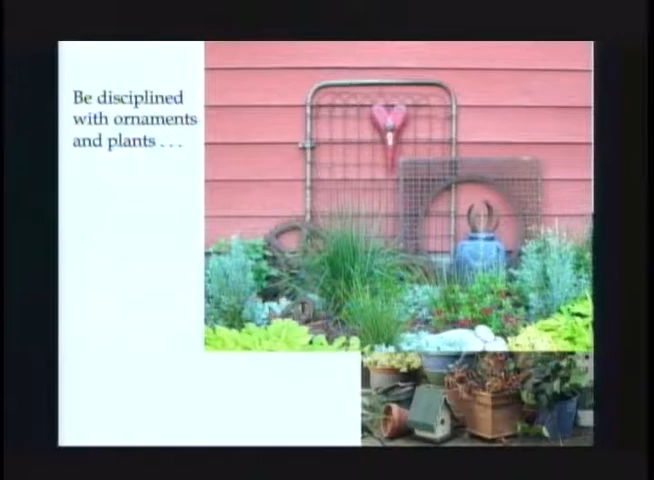 Be disciplined
with ornaments
and plants . . .